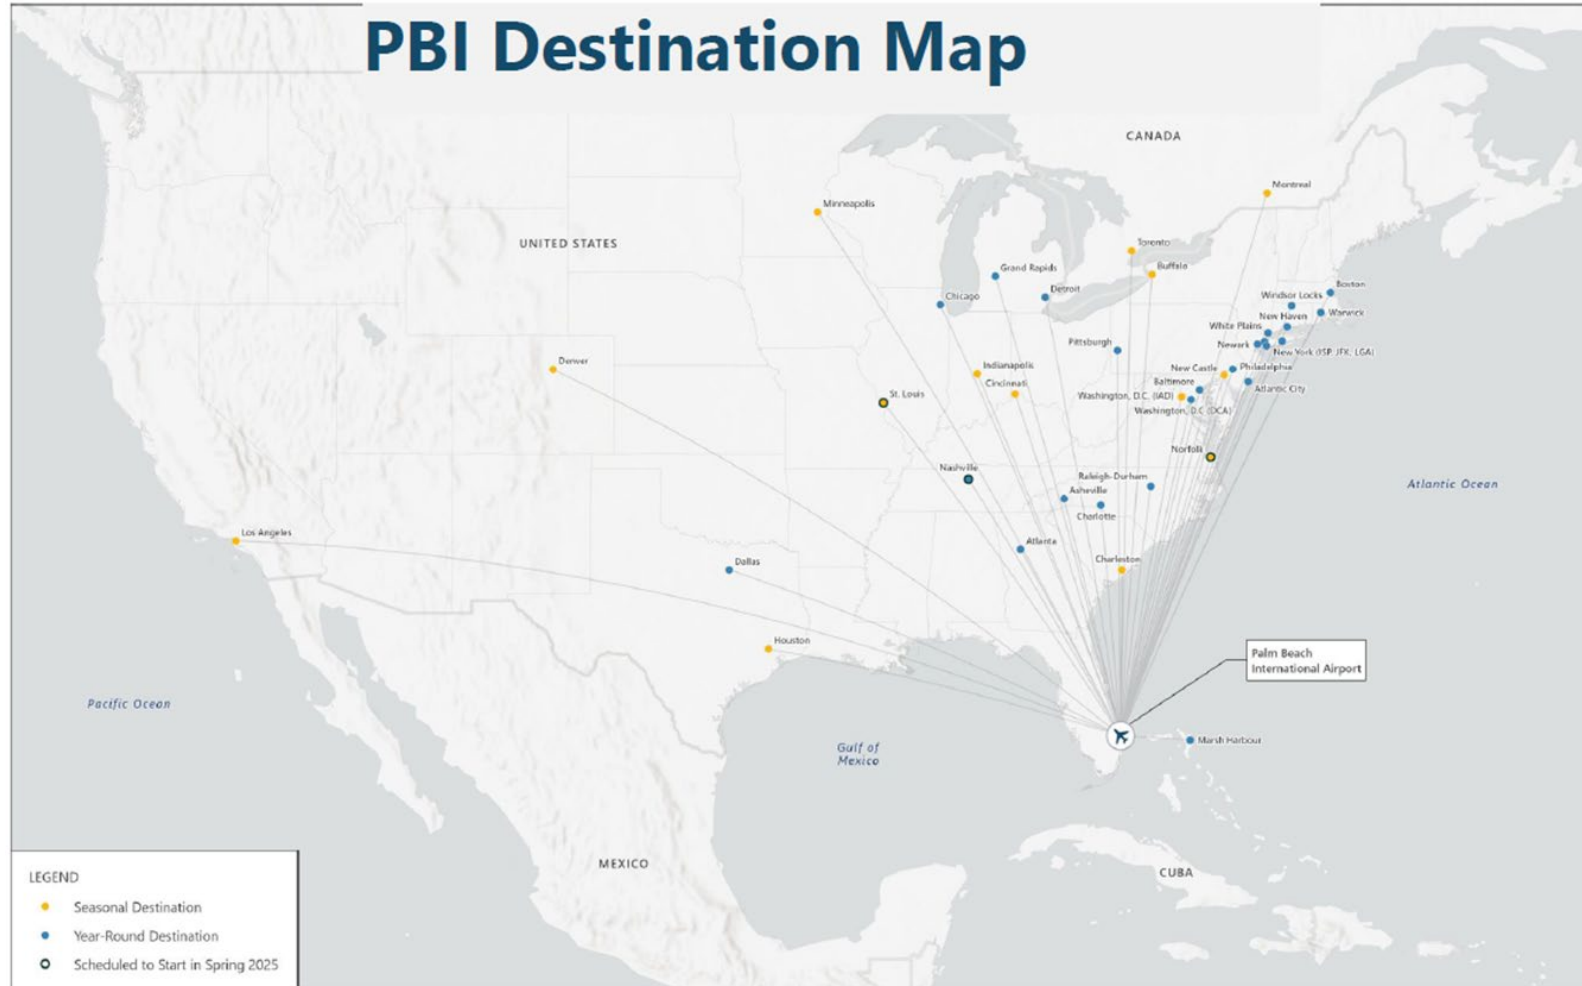 PBI Destination Map
CANADA
Montreal
Minneapolis
UNITED STATES
Toronto
Buffalo
Grand Rapids
Detroit
Chicago
Boston
Windsor Locks
Warwick
New Haven
White Plains
Newark
New York (ISP, JFK, LGA)
Pittsburgh
Denver
Indianapolis
Cincinnati
New Castle
Philadelphia
Baltimore
Atlantic City
Washington, D.C. (IAD)
Washington, D.C. (DCA)
St. Louis
Norfolk
Nashville
Raleigh-Durham
Asheville
Charlotte
Atlantic Ocean
Los Angeles
Atlanta
Charleston
Dallas
Houston
Palm Beach
International Airport
Pacific Ocean
Gulf of
Mexico
Marsh Harbour
MEXICO
CUBA
LEGEND
Seasonal Destination
Year-Round Destination
Scheduled to Start in Spring 2025